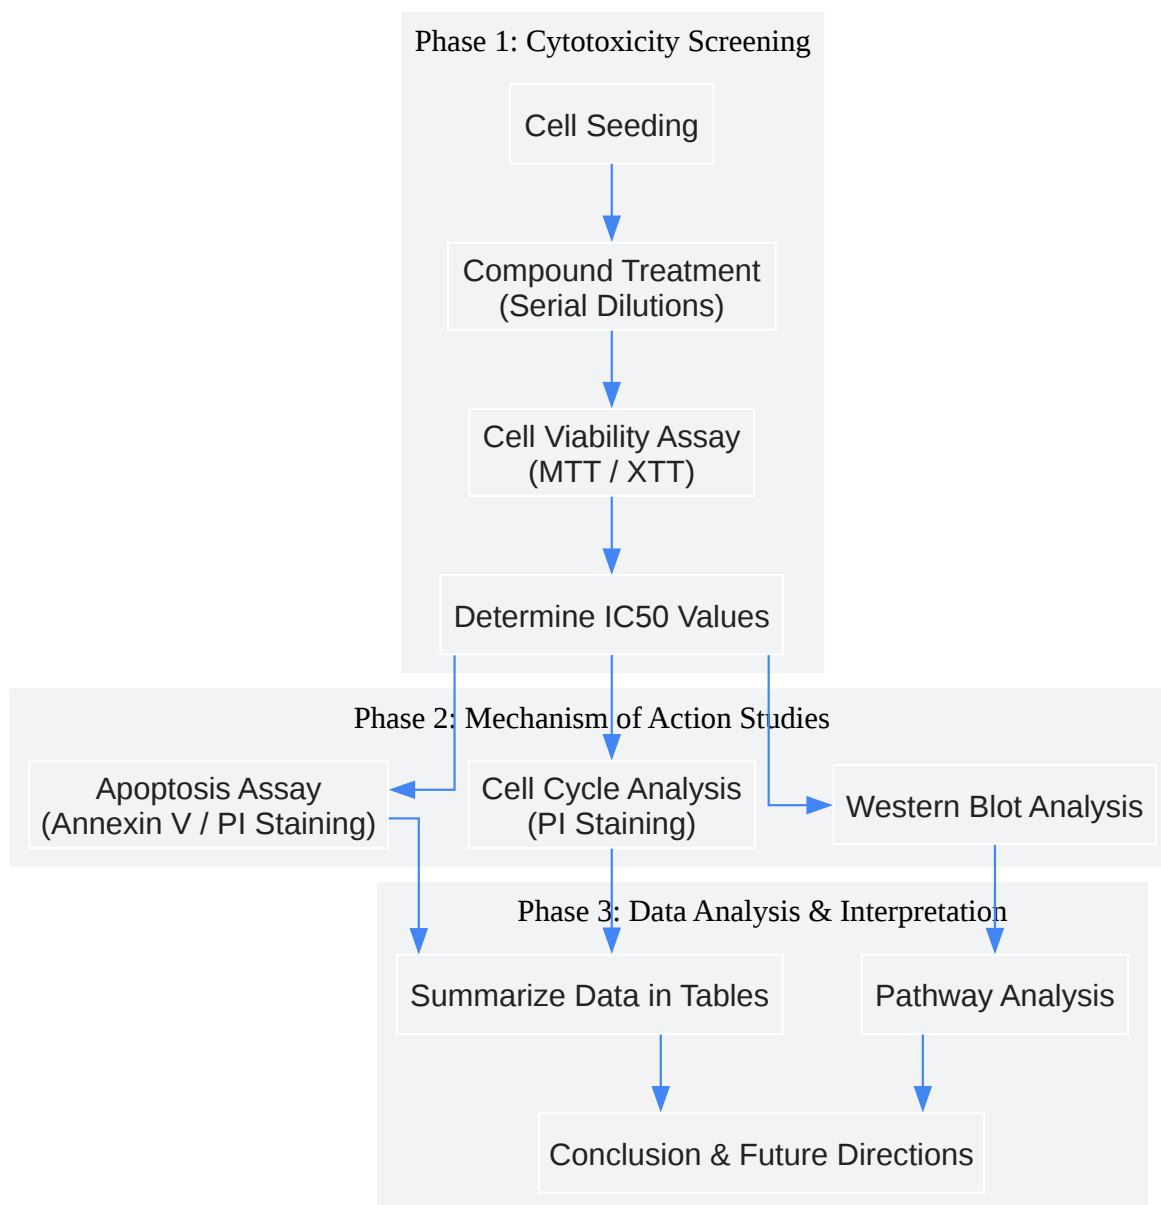 Phase 1: Cytotoxicity Screening
Cell Seeding
Compound Treatment
(Serial Dilutions)
Cell Viability Assay
(MTT / XTT)
Determine IC50 Values
Phase 2: Mechanism of Action Studies
Apoptosis Assay
(Annexin V / PI Staining)
Cell Cycle Analysis
(PI Staining)
Western Blot Analysis
Phase 3: Data Analysis & Interpretation
Summarize Data in Tables
Pathway Analysis
Conclusion & Future Directions